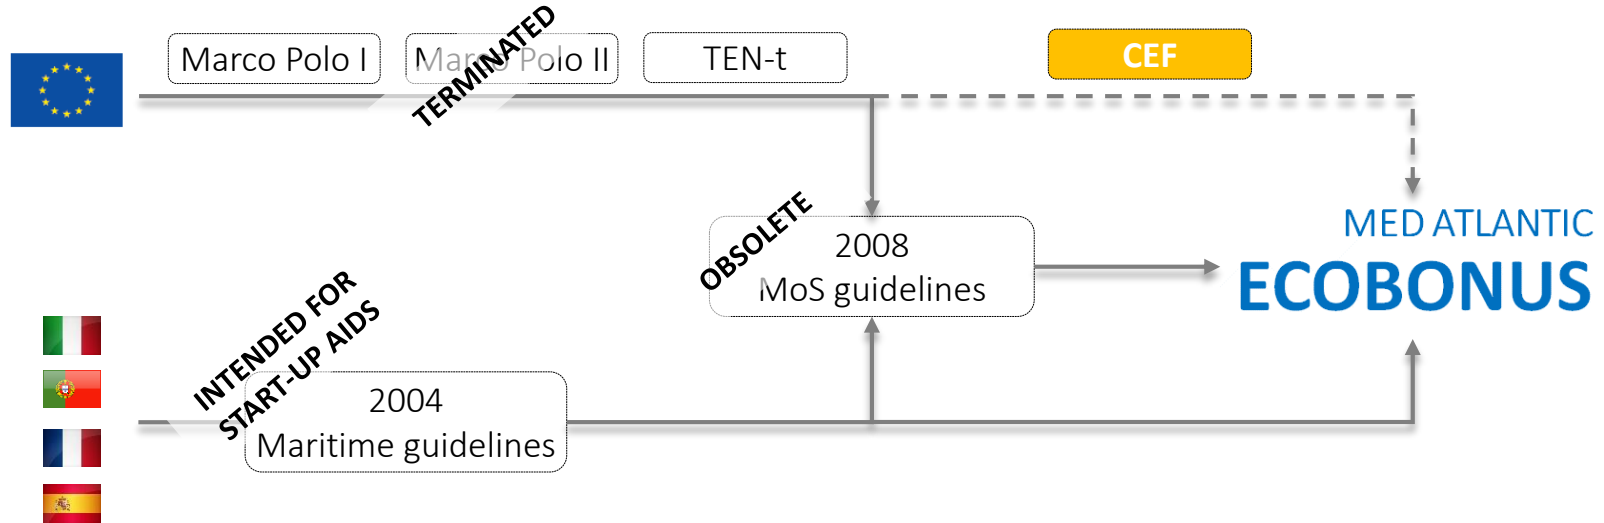 Marco Polo I
Marco Polo II
TERMINATED
TEN-t
CEF
OBSOLETE
2008
MoS guidelines
MED ATLANTIC
ECOBONUS
INTENDED FOR
START-UP AIDS
2004
Maritime guidelines